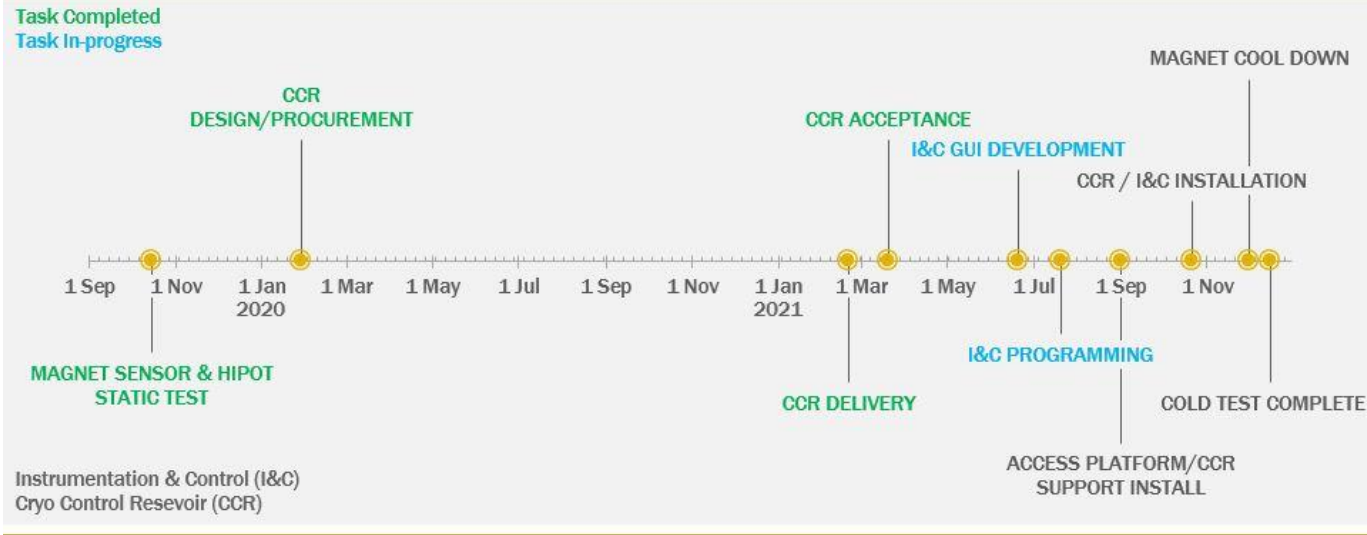 Task Completed
Task In-progress
MAGNET COOL DOWN
CCR
DESIGN/PROCUREMENT
CCR ACCEPTANCE
I&C GUI DEVELOPMENT
CCR / I&C INSTALLATION
1 Sep
1 Nov
1 Jan
2020
1 Mar
1 May
1 Jul
1 Sep
1 Nov
1 Jan
2021
1 Mar
1 May
1 Jul
1 Sep
1 Nov
MAGNET SENSOR & HIPOT
STATIC TEST
I&C PROGRAMMING
CCR DELIVERY
COLD TEST COMPLETE
ACCESS PLATFORM/CCR
SUPPORT INSTALL
Instrumentation & Control (I&C)
Cryo Control Resevoir (CCR)